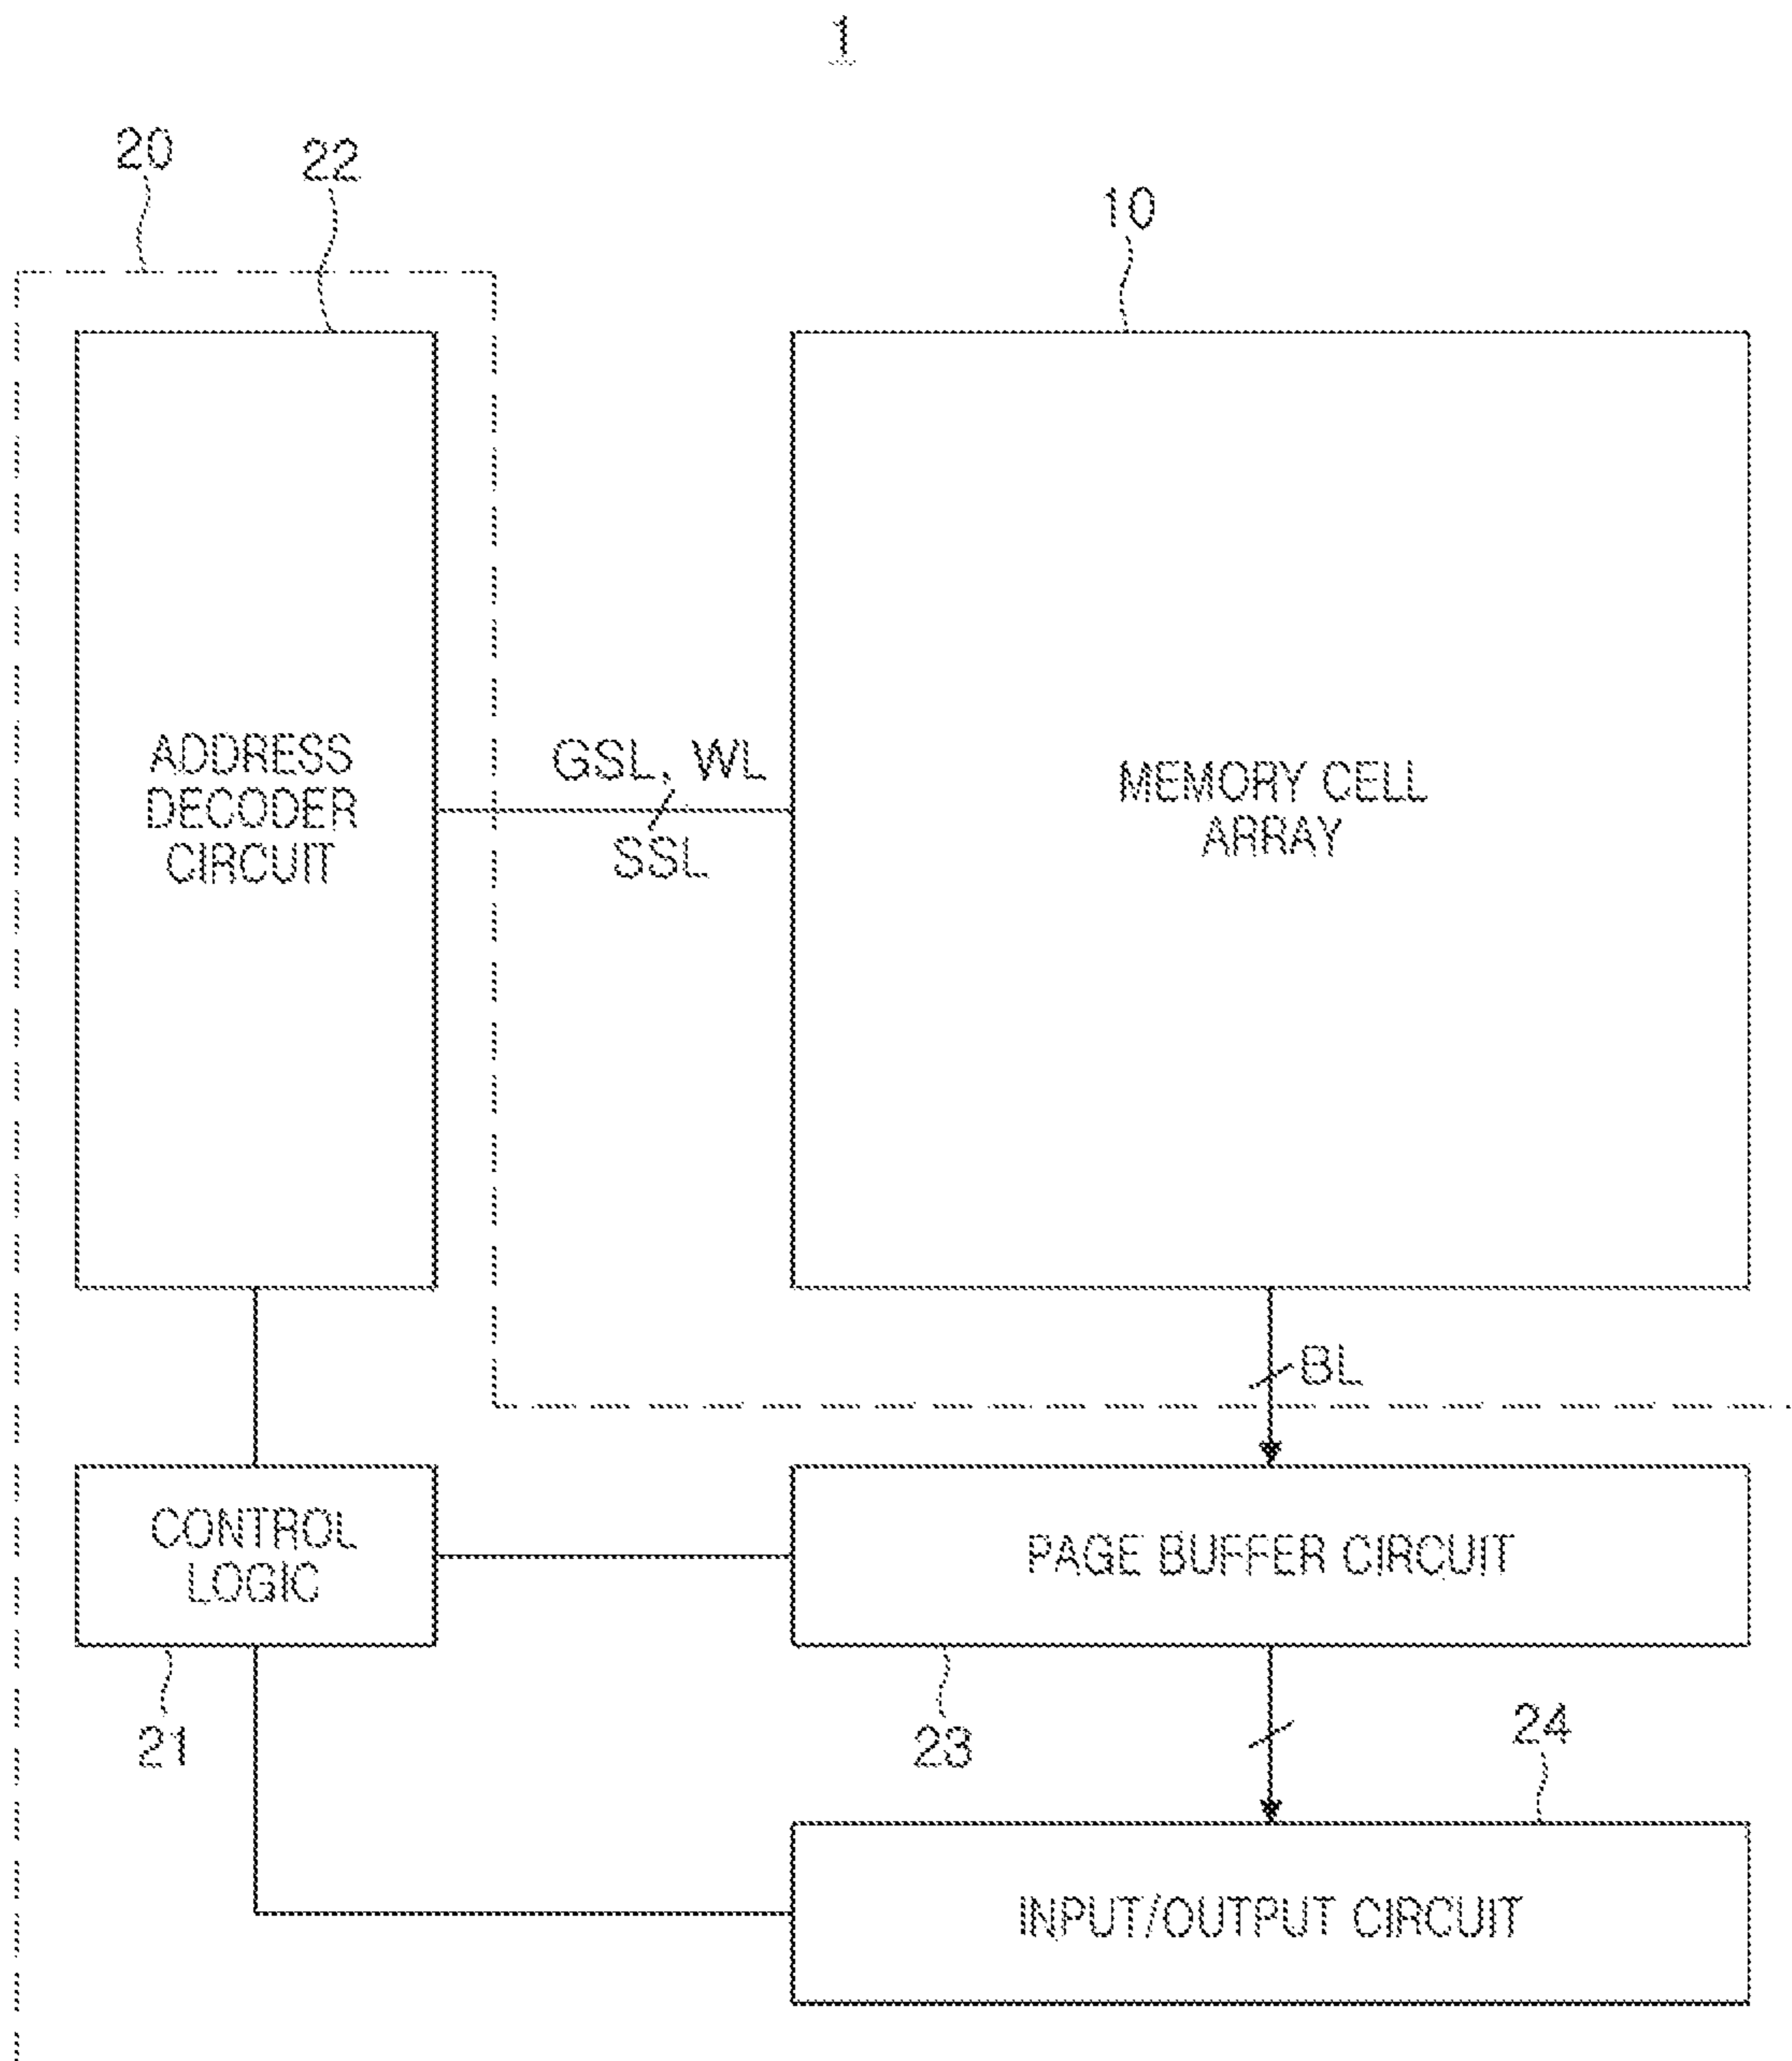 1
20
22
10
ADDRESS
DECODER
CIRCUIT
GSL, WL
SSL
MEMORY CELL
ARRAY
BL
CONTROL
LOGIC
PAGE BUFFER CIRCUIT
21
23
24
INPUT/OUTPUT CIRCUIT